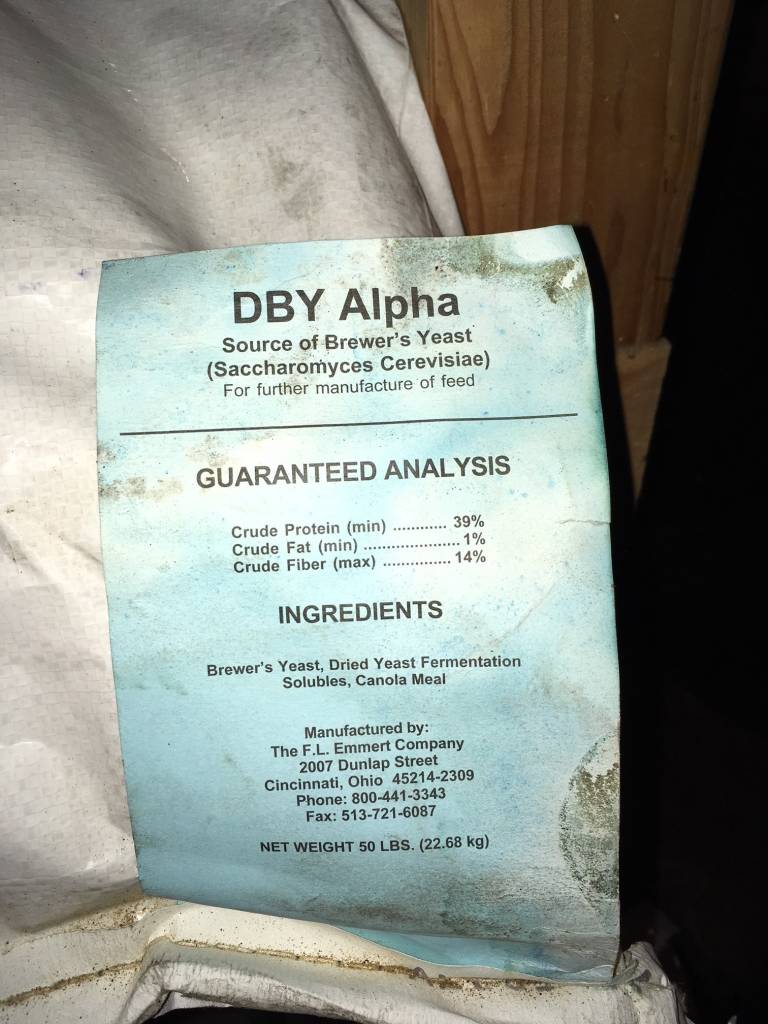 DBY Alpha
Source of Brewer's Yeast
(Saccharomyces Cerevisiae)
For further manufacture of feed
GUARANTEED ANALYSIS
Crude Protein (min) ............ 39%
Crude Fat (min) ..................... 1%
Crude Fiber (max) ............... 14%
INGREDIENTS
Brewer's Yeast, Dried Yeast Fermentation
Solubles, Canola Meal
Manufactured by:
The F.L. Emmert Company
2007 Dunlap Street
Cincinnati, Ohio 45214-2309
Phone: 800-441-3343
Fax: 513-721-6087
NET WEIGHT 50 LBS. (22.68 kg)